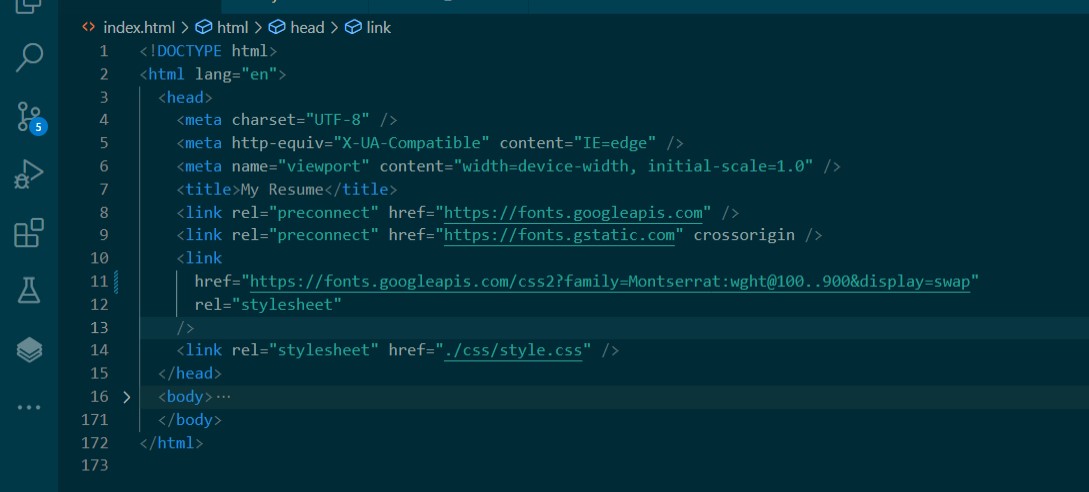 index.html > html > head > link
1 <!DOCTYPE html>
2 <html lang="en">
3 <head>
4 <meta charset="UTF-8" />
5 <meta http-equiv="X-UA-Compatible" content="IE=edge" />
6 <meta name="viewport" content="width=device-width, initial-scale=1.0" />
7 <title>My Resume</title>
8 <link rel="preconnect" href="https://fonts.googleapis.com" />
9 <link rel="preconnect" href="https://fonts.gstatic.com" crossorigin />
10 <link
11 href="https://fonts.googleapis.com/css2?family=Montserrat:wght@100..900&display=swap"
12 rel="stylesheet"
13 />
14 <link rel="stylesheet" href="./css/style.css" />
15 </head>
16 <body>…
171 </body>
172 </html>
173
5